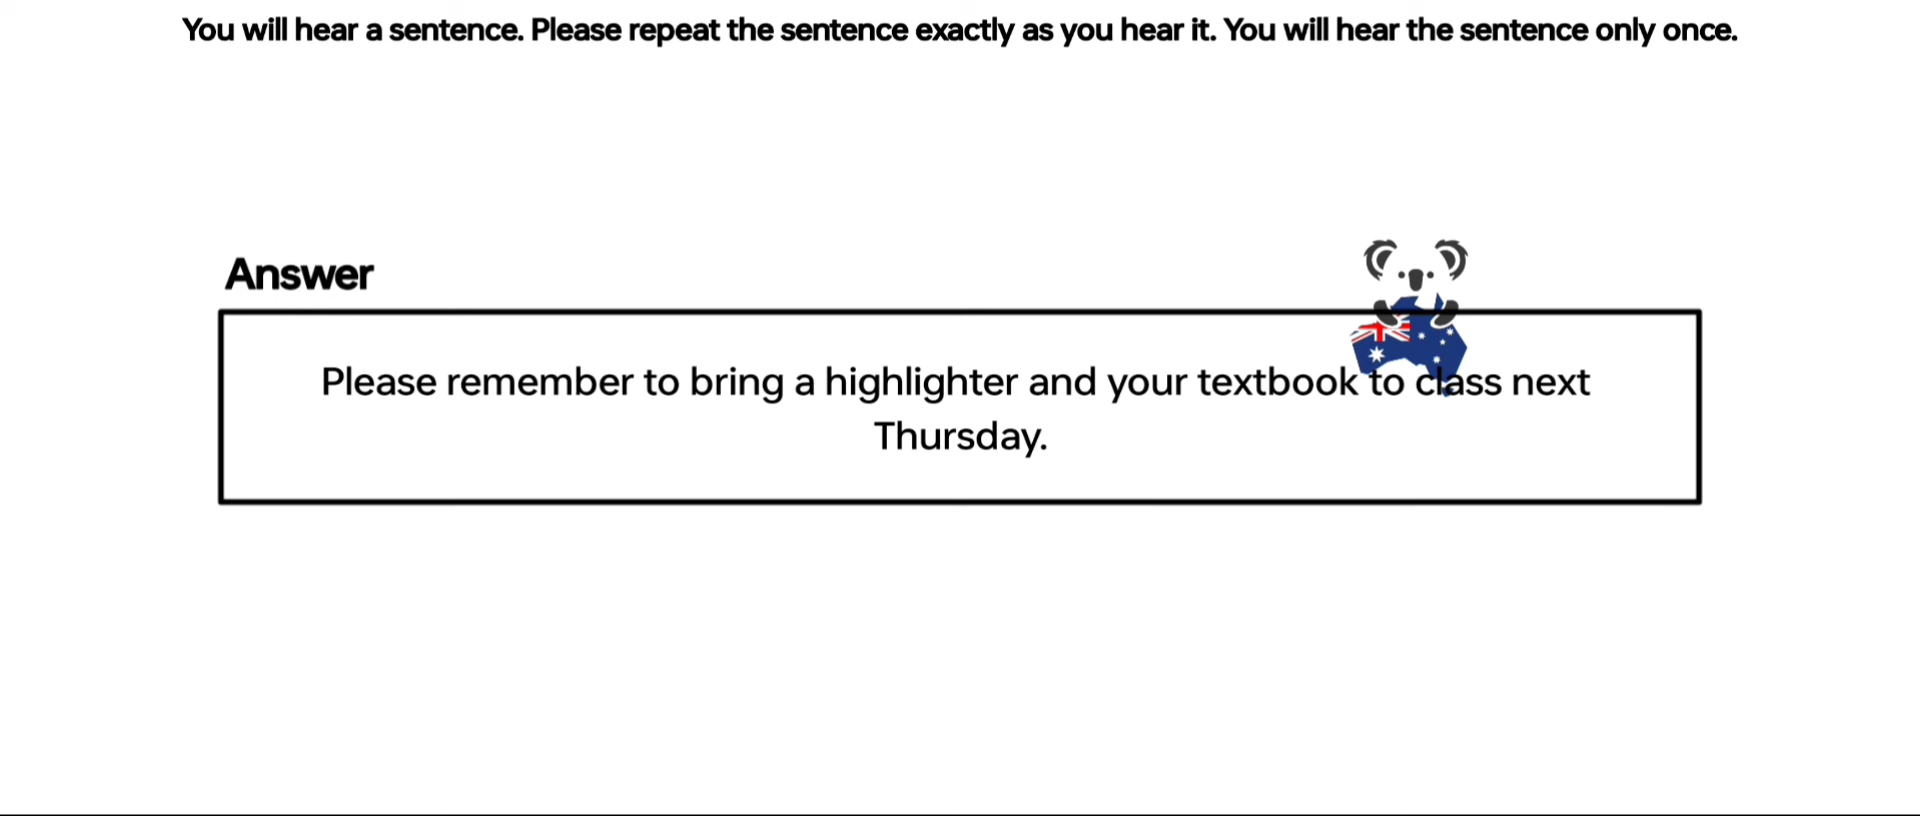 You will hear a sentence. Please repeat the sentence exactly as you hear it. You will hear the sentence only once.
Answer
Please remember to bring a highlighter and your textbook to class next
Thursday.